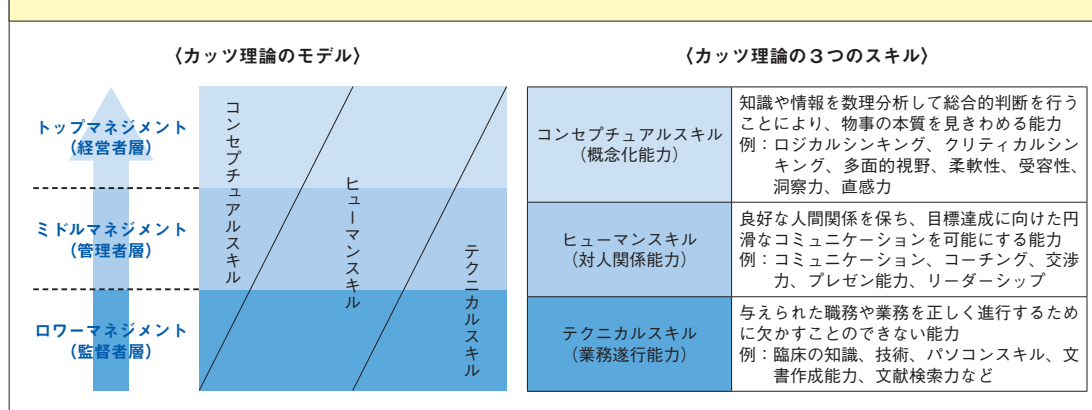 〈カッツ理論のモデル〉
トップマネジメント
(経営者層)
ミドルマネジメント
(管理者層)
ロワーマネジメント
(監督者層)
コンセプチュアルスキル
ヒューマンスキル
テクニカルスキル
〈カッツ理論の3つのスキル〉
コンセプチュアルスキル
(概念化能力)
知識や情報を数理分析して総合的判断を行う
ことにより、物事の本質を見きわめる能力
例:ロジカルシンキング、クリティカルシン
キング、多面的視野、柔軟性、受容性、
洞察力、直感力
ヒューマンスキル
(対人関係能力)
良好な人間関係を保ち、目標達成に向けた円
滑なコミュニケーションを可能にする能力
例:コミュニケーション、コーチング、交渉
力、プレゼン能力、リーダーシップ
テクニカルスキル
(業務遂行能力)
与えられた職務や業務を正しく進行するため
に欠かすことのできない能力
例:臨床の知識、技術、パソコンスキル、文
書作成能力、文献検索力など